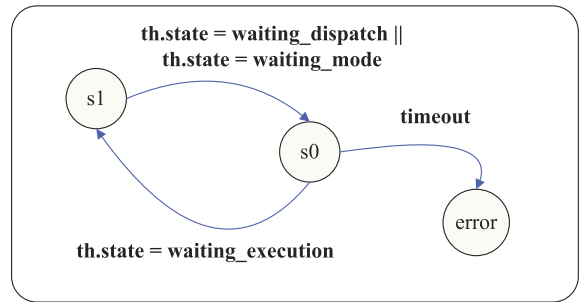 th.state = waiting_dispatch ||
th.state = waiting_mode
s1
timeout
s0
error
th.state = waiting_execution